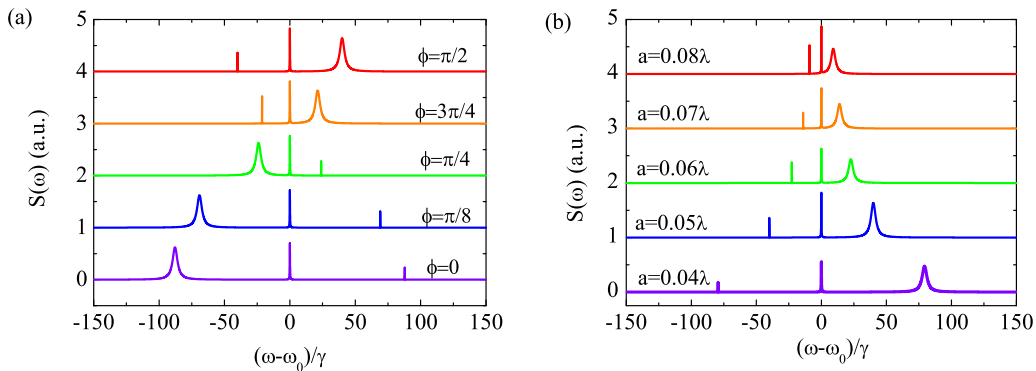 (a)
5
ϕ=π/2
4
ϕ=3π/4
3
ϕ=π/4
2
ϕ=π/8
1
ϕ=0
0
S(ω) (a.u.)
-150 -100 -50 0 50 100 150
(ω-ω₀)/γ
(b)
5
a=0.08λ
4
a=0.07λ
3
a=0.06λ
2
a=0.05λ
1
a=0.04λ
0
S(ω) (a.u.)
-150 -100 -50 0 50 100 150
(ω-ω₀)/γ